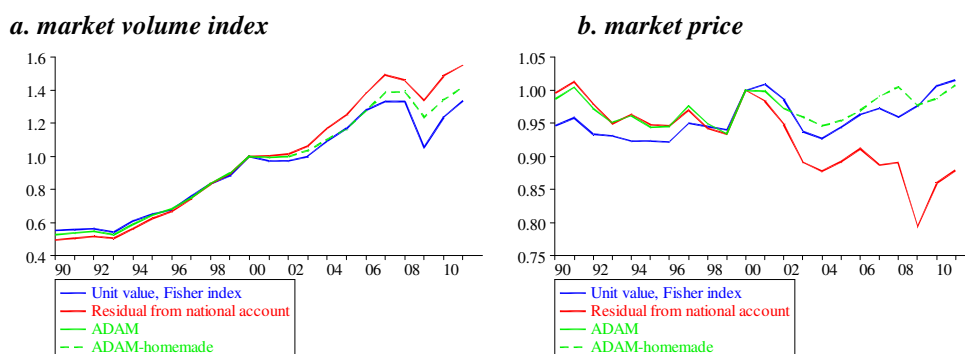 a. market volume index
1.6
1.4
1.2
1.0
0.8
0.6
0.4
90 92 94 96 98 00 02 04 06 08 10
Unit value, Fisher index
Residual from national account
ADAM
ADAM-homemade
b. market price
1.05
1.00
0.95
0.90
0.85
0.80
0.75
90 92 94 96 98 00 02 04 06 08 10
Unit value, Fisher index
Residual from national account
ADAM
ADAM-homemade